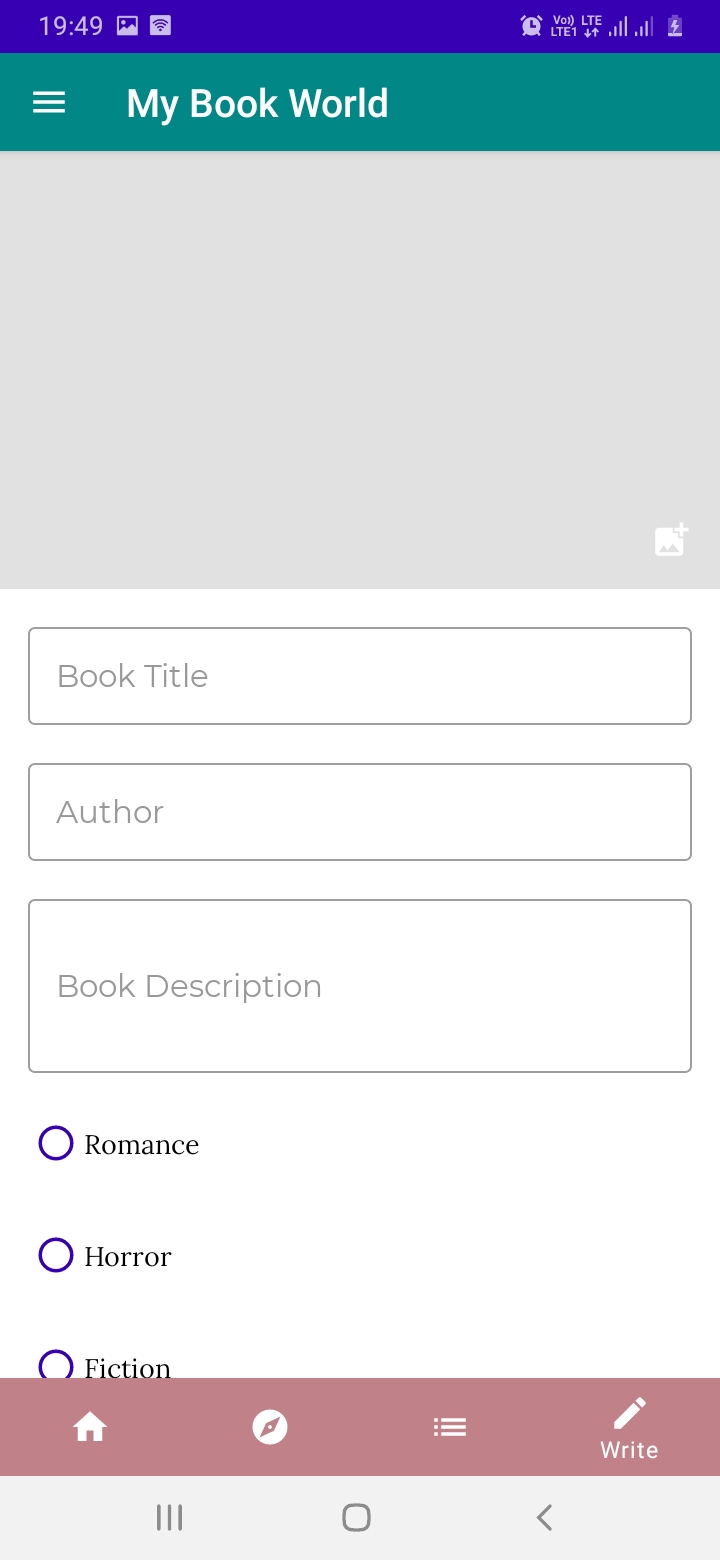 19:49
Vo)) LTE
LTE1
My Book World
Book Title
Author
Book Description
Romance
Horror
Fiction
Write